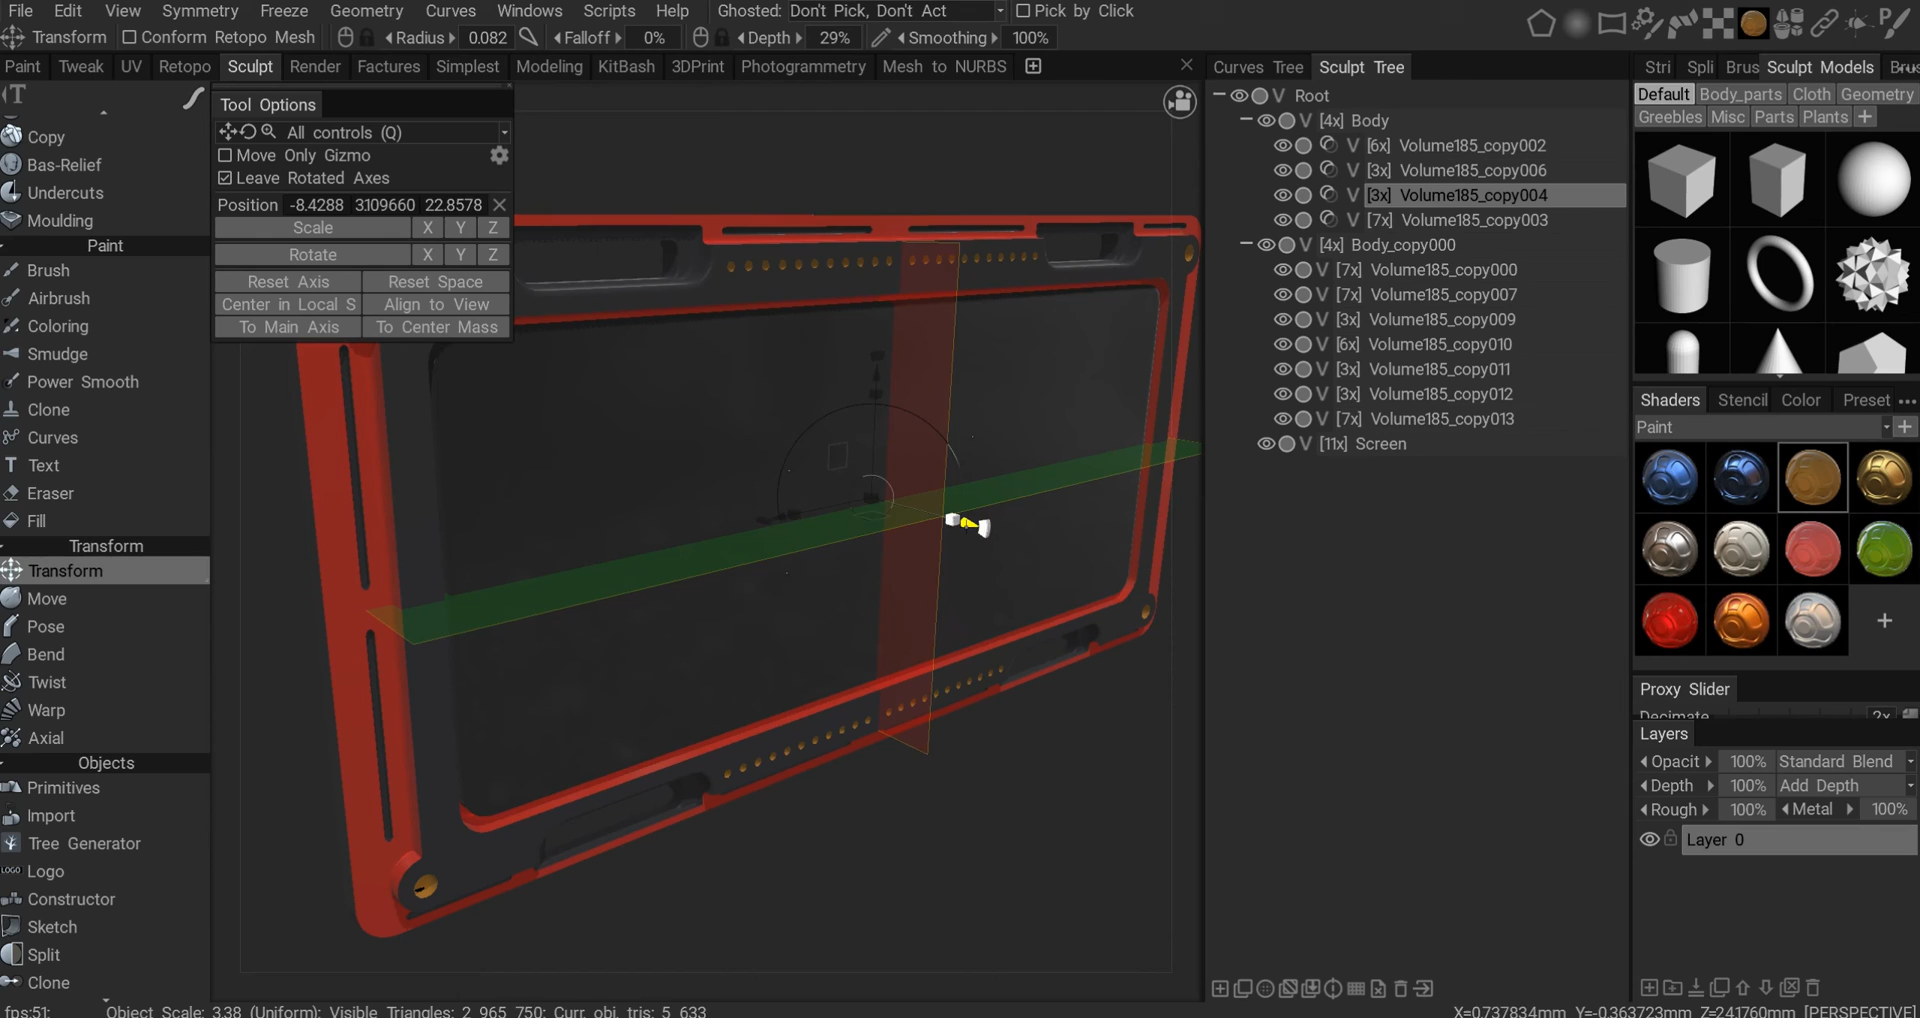 File Edit View Symmetry Freeze Geometry Curves Windows Scripts Help Ghosted: Don't Pick, Don't Act Pick by Click
Transform Conform Retopo Mesh Radius 0.082 Falloff 0% Depth 29% Smoothing 100%
Paint Tweak UV Retopo Sculpt Render Factures Simplest Modeling KitBash 3DPrint Photogrammetry Mesh to NURBS
Copy
Bas-Relief
Undercuts
Moulding
Paint
Brush
Airbrush
Coloring
Smudge
Power Smooth
Clone
Curves
Text
Eraser
Fill
Transform
Transform
Move
Pose
Bend
Twist
Warp
Axial
Objects
Primitives
Import
Tree Generator
LOGO Logo
Constructor
Sketch
Split
Clone
Tool Options
All controls (Q)
Move Only Gizmo
Leave Rotated Axes
Position -8.4288 3109660 22.8578
Scale X Y Z
Rotate X Y Z
Reset Axis Reset Space
Center in Local S Align to View
To Main Axis To Center Mass
Curves Tree Sculpt Tree
Root
V [4x] Body
V [6x] Volume185_copy002
V [3x] Volume185_copy006
V [3x] Volume185_copy004
V [7x] Volume185_copy003
V [4x] Body_copy000
V [7x] Volume185_copy000
V [7x] Volume185_copy007
V [3x] Volume185_copy009
V [6x] Volume185_copy010
V [3x] Volume185_copy011
V [3x] Volume185_copy012
V [7x] Volume185_copy013
V [11x] Screen
Stri Spli Brus Sculpt Models
Default Body_parts Cloth Geometry
Greebles Misc Parts Plants +
Shaders Stencil Color Preset
Paint
Proxy Slider
Decimate 2x
Layers
Opacit 100% Standard Blend
Depth 100% Add Depth
Rough 100% Metal 100%
Layer 0
fps:51; Object Scale: 3.38 (Uniform); Visible Triangles: 2 965 750; Curr. obj. tris: 5 633
X=0.737834mm Y=-0.363723mm Z=241760mm [PERSPECTIVE]